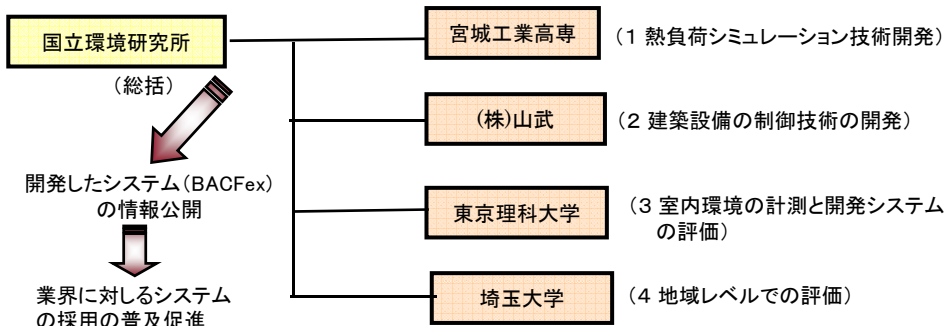 国立環境研究所
(総括)
開発したシステム(BACFex)
の情報公開
業界に対しるシステム
の採用の普及促進
宮城工業高専
(1 熱負荷シミュレーション技術開発)
(株)山武
(2 建築設備の制御技術の開発)
東京理科大学
(3 室内環境の計測と開発システム
の評価)
埼玉大学
(4 地域レベルでの評価)